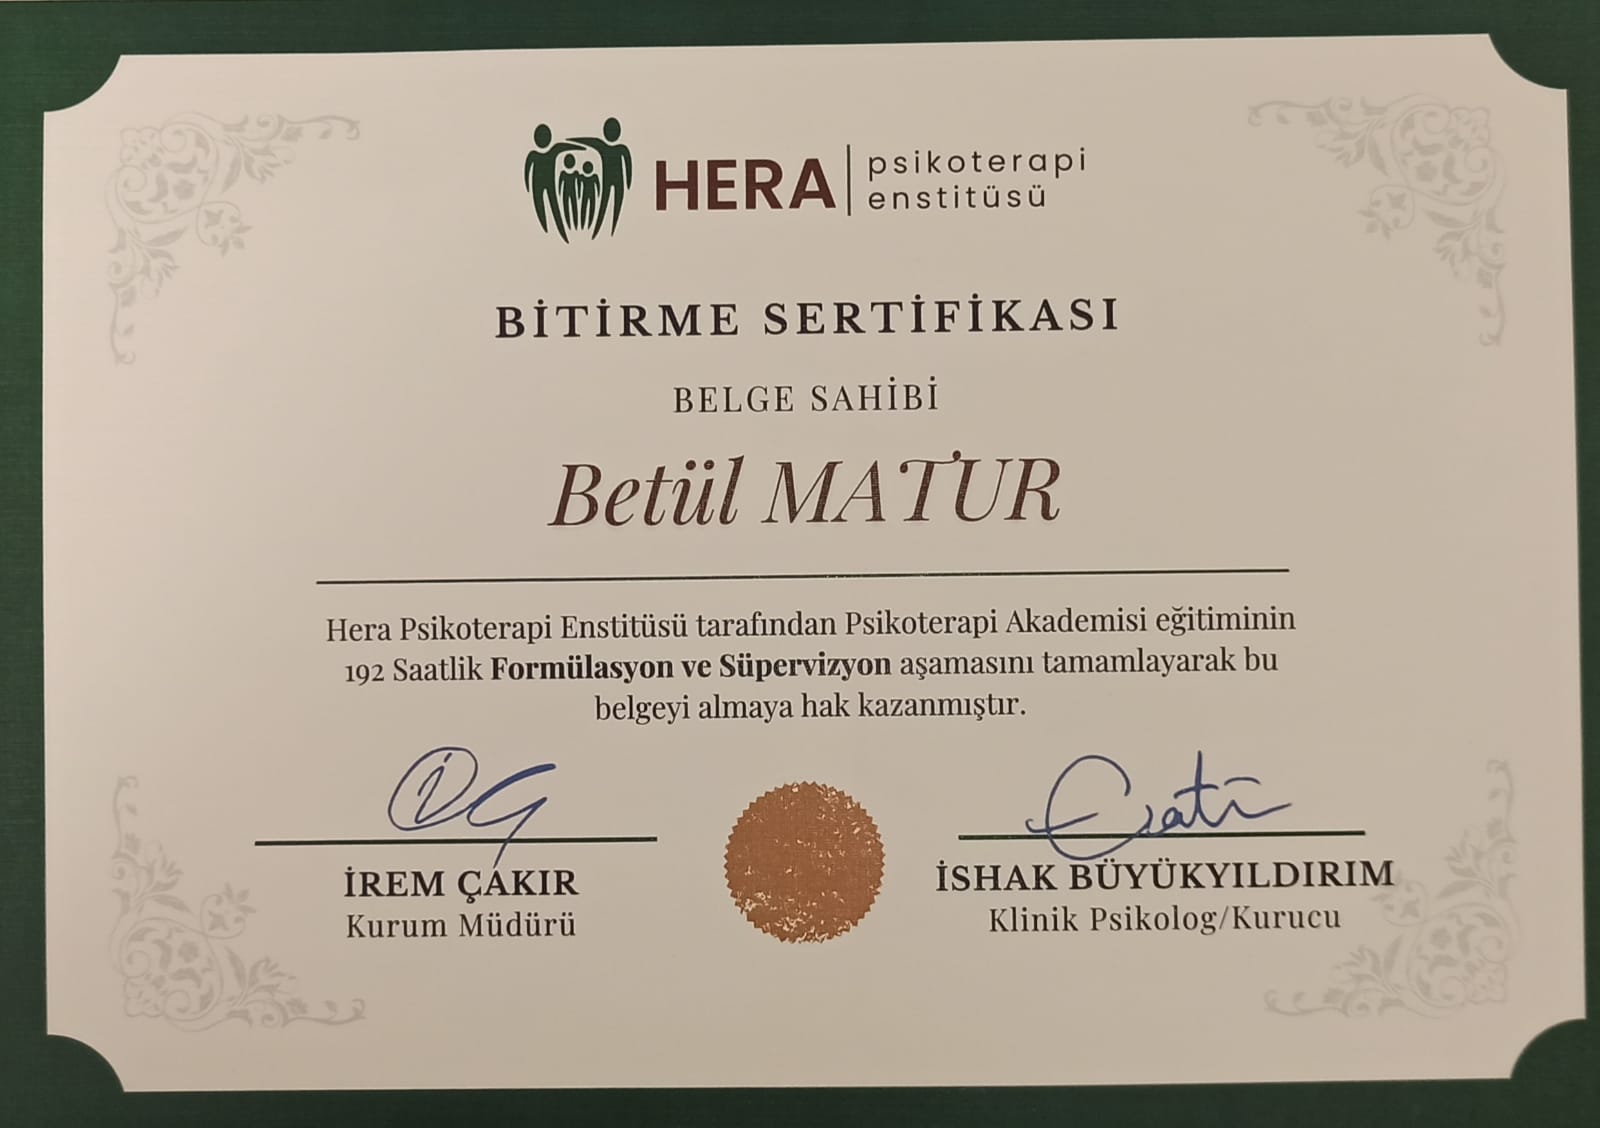 HERA
psikoterapi
enstitüsü
BİTİRME SERTİFİKASI
BELGE SAHİBİ
Betül MATUR
Hera Psikoterapi Enstitüsü tarafından Psikoterapi Akademisi eğitiminin
192 Saatlik Formülasyon ve Süpervizyon aşamasını tamamlayarak bu
belgeyi almaya hak kazanmıştır.
İREM ÇAKIR
Kurum Müdürü
İSHAK BÜYÜKYILDIRIM
Klinik Psikolog/Kurucu